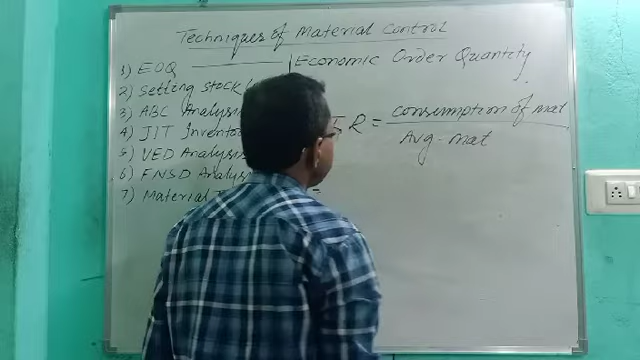 Techniques of Material Control
Economic Order Quantity
1) EOQ
2) Setting Stock
3) ABC Analysis
4) JIT
5) VED Analysis
6) FNSD Analysis
7) Material
R = consumption of mat
Avg. mat